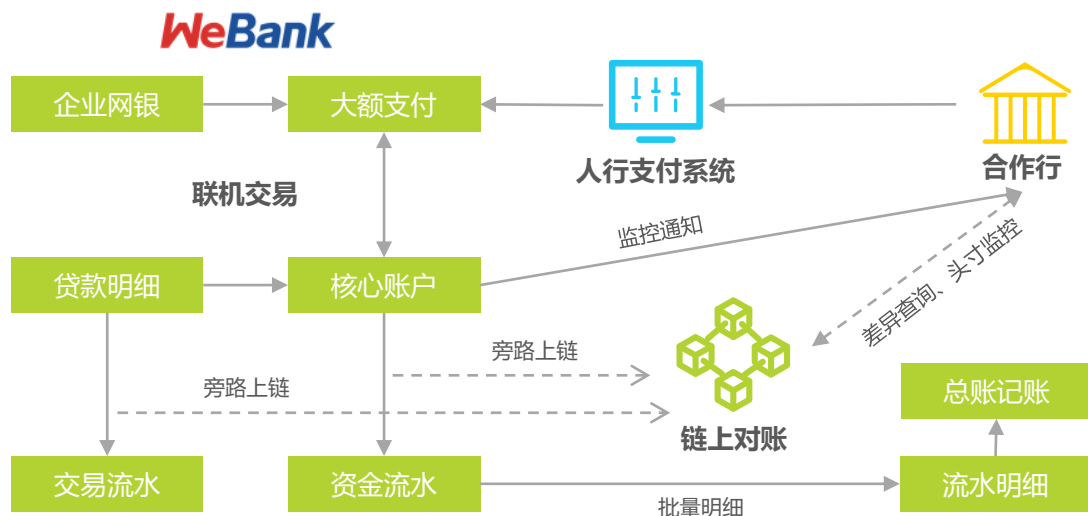 WeBank
企业网银
大额支付
人行支付系统
合作行
联机交易
监控通知
差异查询、头寸监控
贷款明细
核心账户
旁路上链
旁路上链
链上对账
总账记账
交易流水
资金流水
批量明细
流水明细